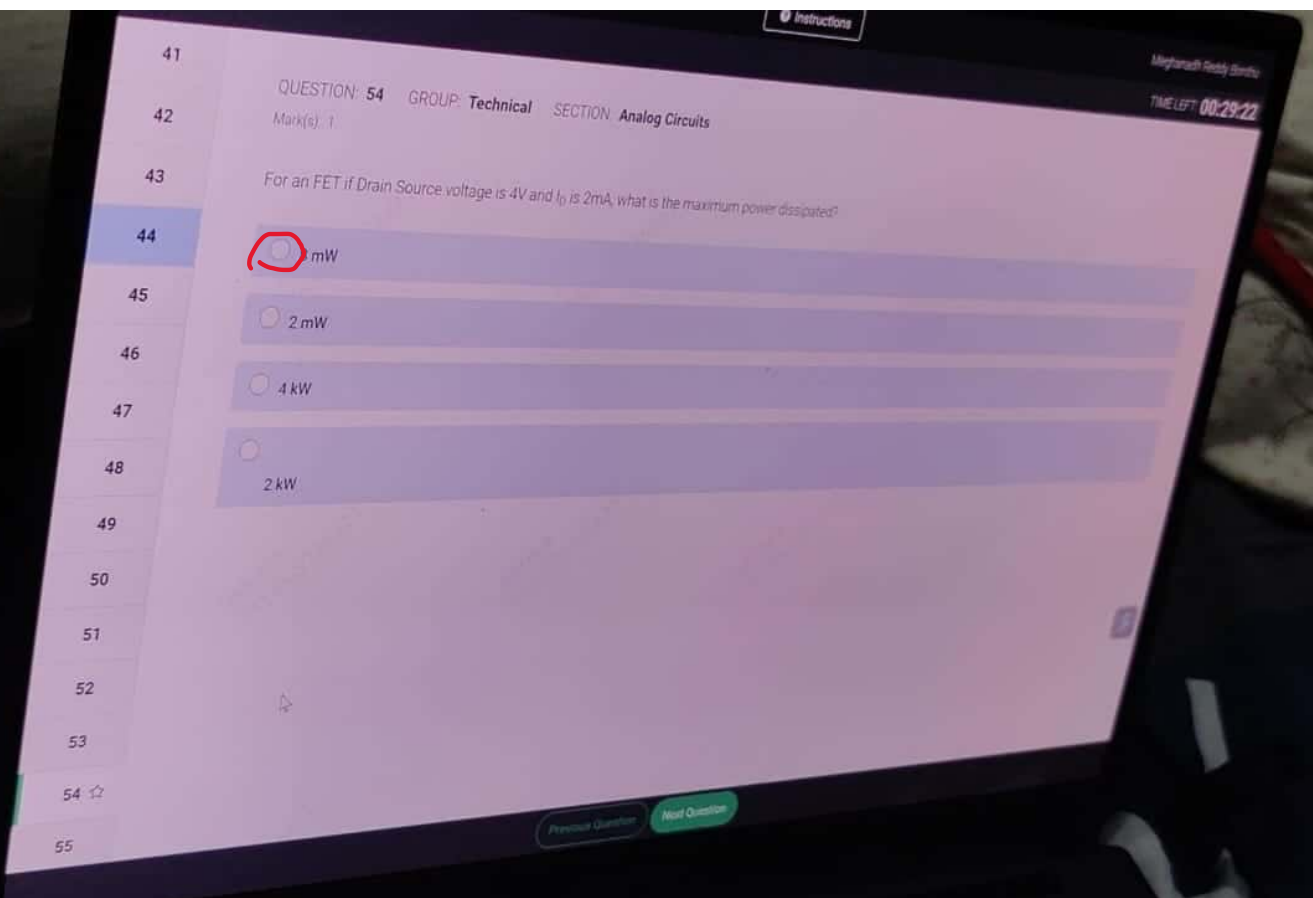 Instructions
Meghanadh Reddy Bonthu
TIME LEFT 00:29:22
QUESTION: 54 GROUP: Technical SECTION: Analog Circuits
Mark(s): 1
For an FET if Drain Source voltage is 4V and I_D is 2mA, what is the maximum power dissipated?
mW
2 mW
4 kW
2 kW
41
42
43
44
45
46
47
48
49
50
51
52
53
54 ☆
55
Previous Question Next Question